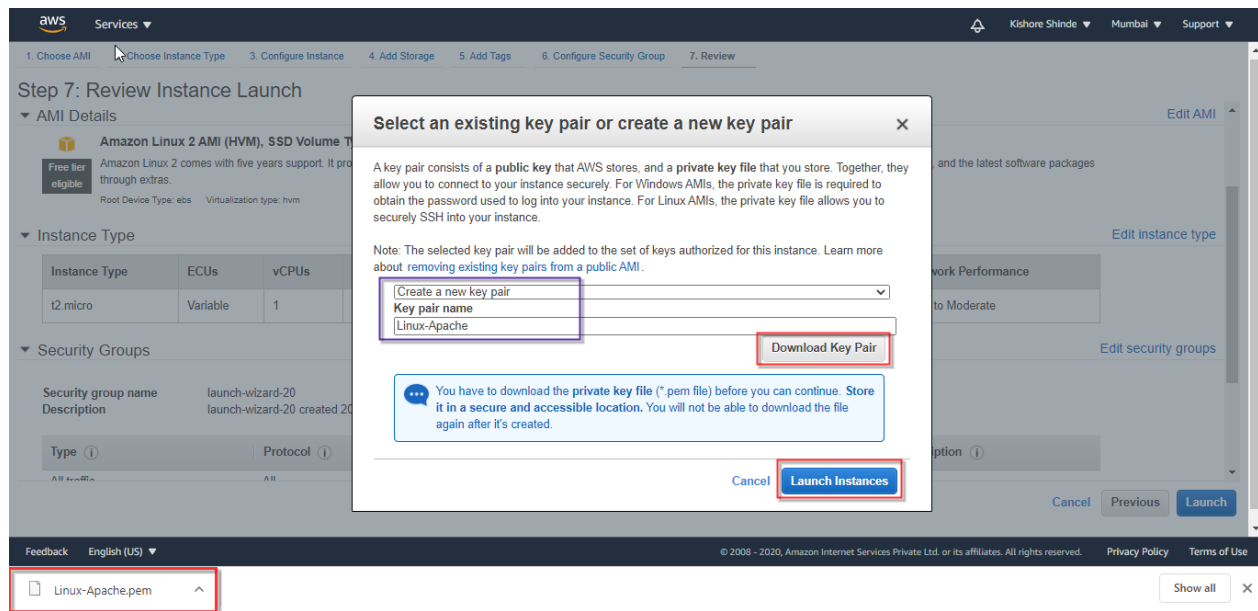 aws Services Kishore Shinde Mumbai Support
1. Choose AMI Choose Instance Type 3. Configure Instance 4. Add Storage 5. Add Tags 6. Configure Security Group 7. Review
Step 7: Review Instance Launch
AMI Details
Edit AMI
Amazon Linux 2 AMI (HVM), SSD Volume T
Free tier
eligible
Amazon Linux 2 comes with five years support. It pro
, and the latest software packages
through extras.
Root Device Type: ebs Virtualization type: hvm
Instance Type
Edit instance type
Instance Type ECUs vCPUs
work Performance
t2.micro Variable 1
to Moderate
Security Groups
Edit security groups
Security group name launch-wizard-20
Description launch-wizard-20 created 20
Type Protocol
iption
All traffic All
Cancel Previous Launch
Select an existing key pair or create a new key pair
A key pair consists of a public key that AWS stores, and a private key file that you store. Together, they
allow you to connect to your instance securely. For Windows AMIs, the private key file is required to
obtain the password used to log into your instance. For Linux AMIs, the private key file allows you to
securely SSH into your instance.
Note: The selected key pair will be added to the set of keys authorized for this instance. Learn more
about removing existing key pairs from a public AMI.
Create a new key pair
Key pair name
Linux-Apache
Download Key Pair
You have to download the private key file (*.pem file) before you can continue. Store
it in a secure and accessible location. You will not be able to download the file
again after it's created.
Cancel Launch Instances
Feedback English (US) © 2008 - 2020, Amazon Internet Services Private Ltd. or its affiliates. All rights reserved. Privacy Policy Terms of Use
Linux-Apache.pem Show all